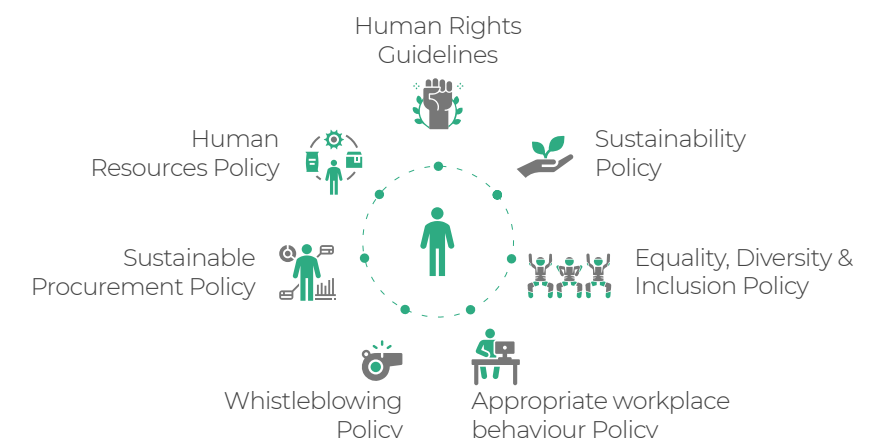 Human Rights
Guidelines
Human
Resources Policy
Sustainability
Policy
Sustainable
Procurement Policy
Equality, Diversity &
Inclusion Policy
Whistleblowing
Policy
Appropriate workplace
behaviour Policy